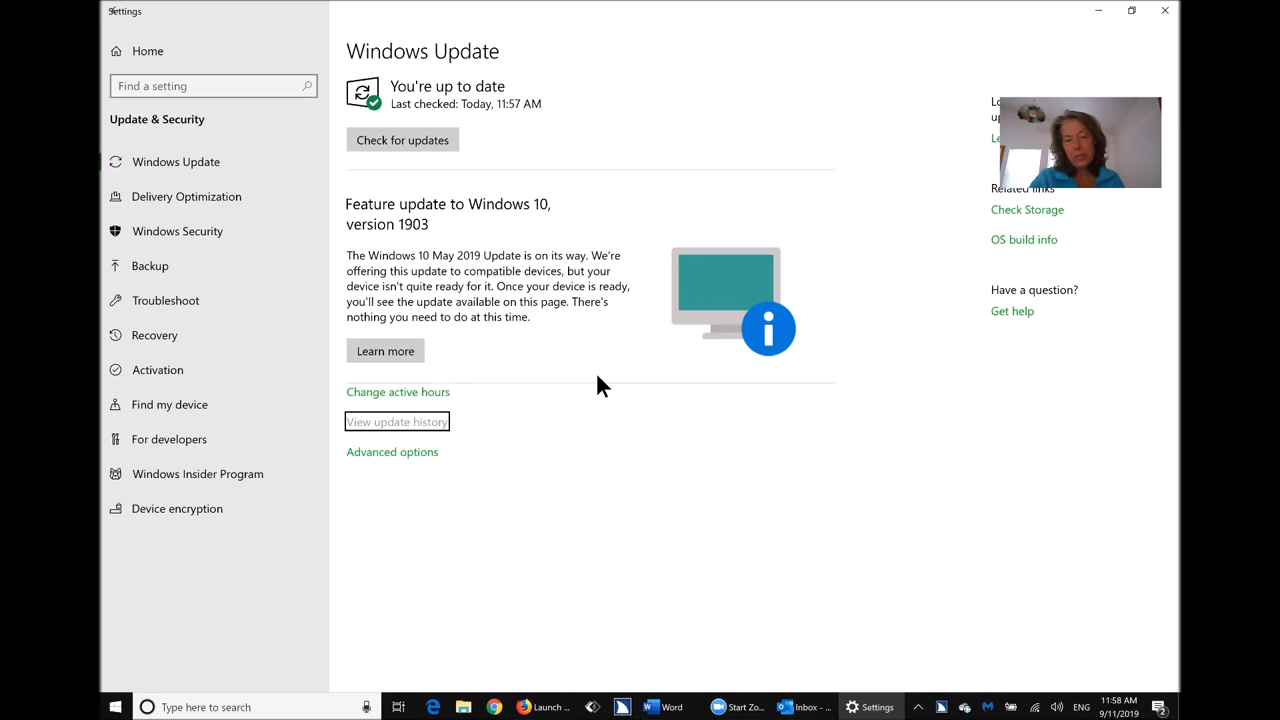 Settings
Home
Find a setting
Update & Security
Windows Update
Delivery Optimization
Windows Security
Backup
Troubleshoot
Recovery
Activation
Find my device
For developers
Windows Insider Program
Device encryption
Windows Update
You're up to date
Last checked: Today, 11:57 AM
Check for updates
Feature update to Windows 10,
version 1903
The Windows 10 May 2019 Update is on its way. We're
offering this update to compatible devices, but your
device isn't quite ready for it. Once your device is ready,
you'll see the update available on this page. There's
nothing you need to do at this time.
Learn more
Change active hours
View update history
Advanced options
Related links
Check Storage
OS build info
Have a question?
Get help
Type here to search
Launch ...
Word
Start Zo...
Inbox - ...
Settings
ENG
11:58 AM
9/11/2019
2